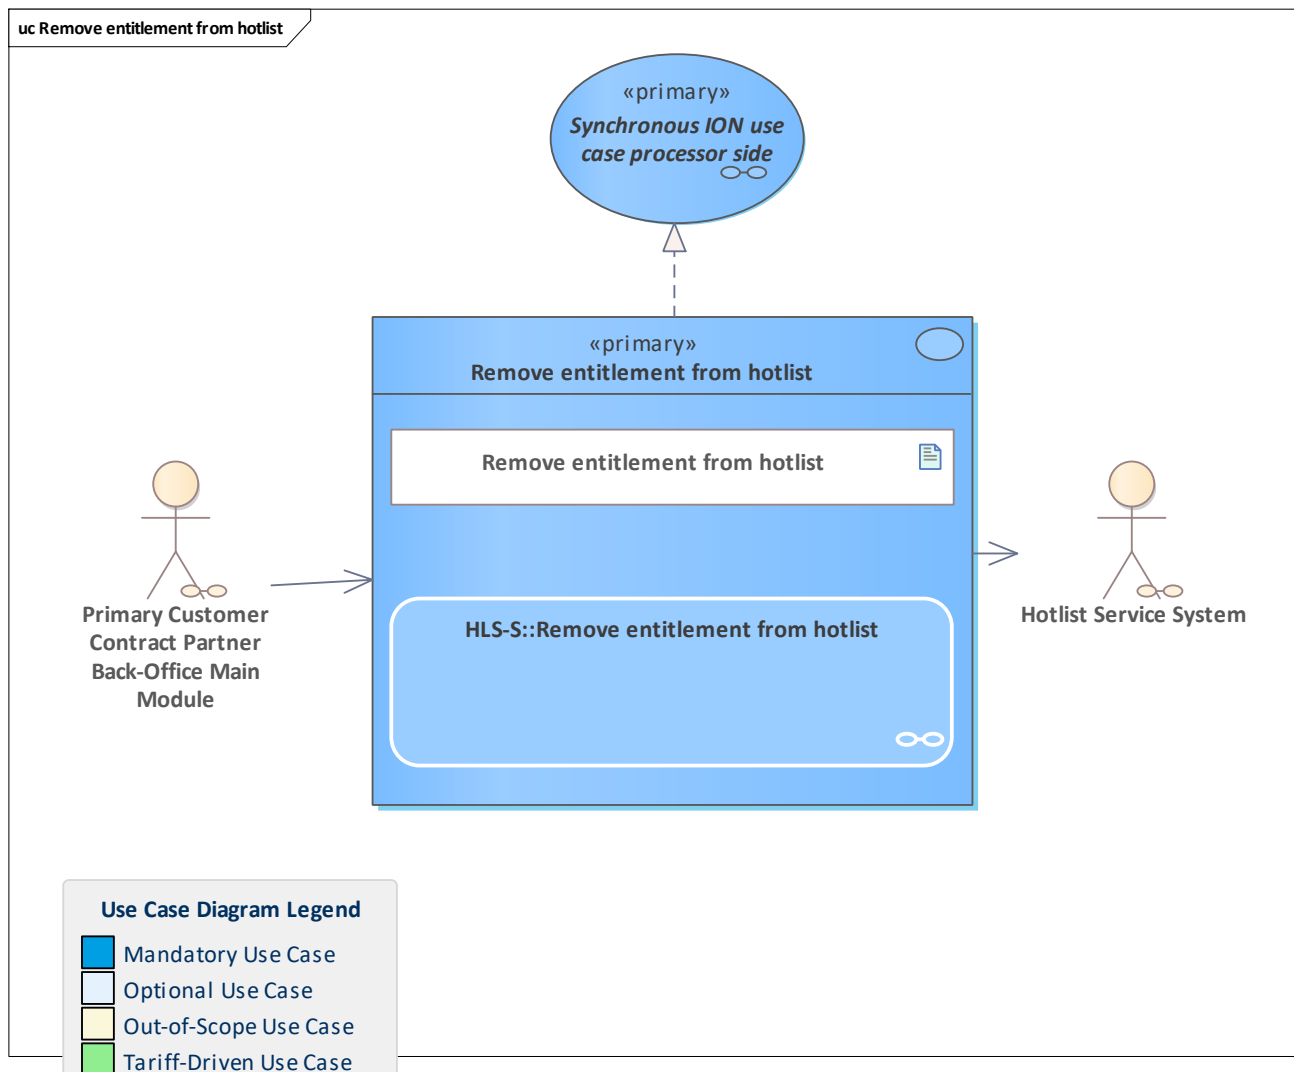 uc Remove entitlement from hotlist
«primary»
Synchronous ION use
case processor side
«primary»
Remove entitlement from hotlist
Remove entitlement from hotlist
HLS-S::Remove entitlement from hotlist
Primary Customer
Contract Partner
Back-Office Main
Module
Hotlist Service System
Use Case Diagram Legend
Mandatory Use Case
Optional Use Case
Out-of-Scope Use Case
Tariff-Driven Use Case